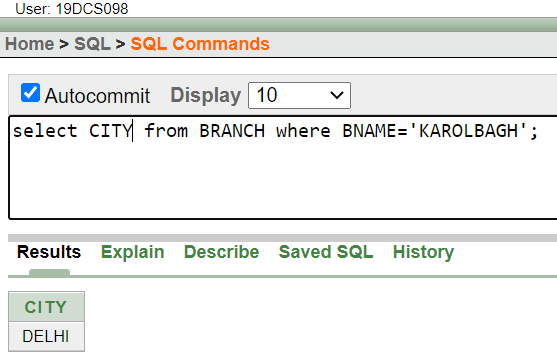 User: 19DCS098
Home > SQL > SQL Commands
Autocommit Display 10
select CITY from BRANCH where BNAME='KAROLBAGH';
Results Explain Describe Saved SQL History
CITY
DELHI